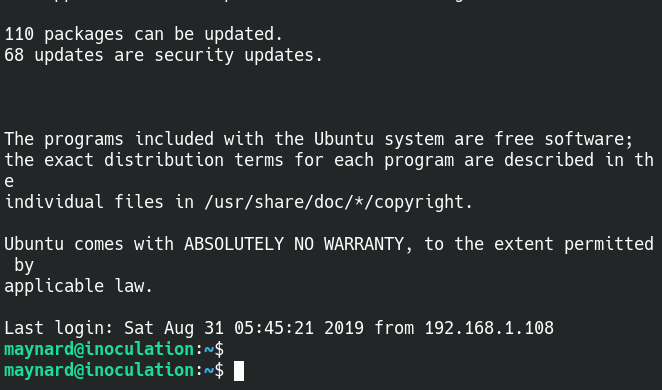 110 packages can be updated.
68 updates are security updates.
The programs included with the Ubuntu system are free software;
the exact distribution terms for each program are described in th
e
individual files in /usr/share/doc/*/copyright.
Ubuntu comes with ABSOLUTELY NO WARRANTY, to the extent permitted
 by
applicable law.
Last login: Sat Aug 31 05:45:21 2019 from 192.168.1.108
maynard@inoculation:~$
maynard@inoculation:~$